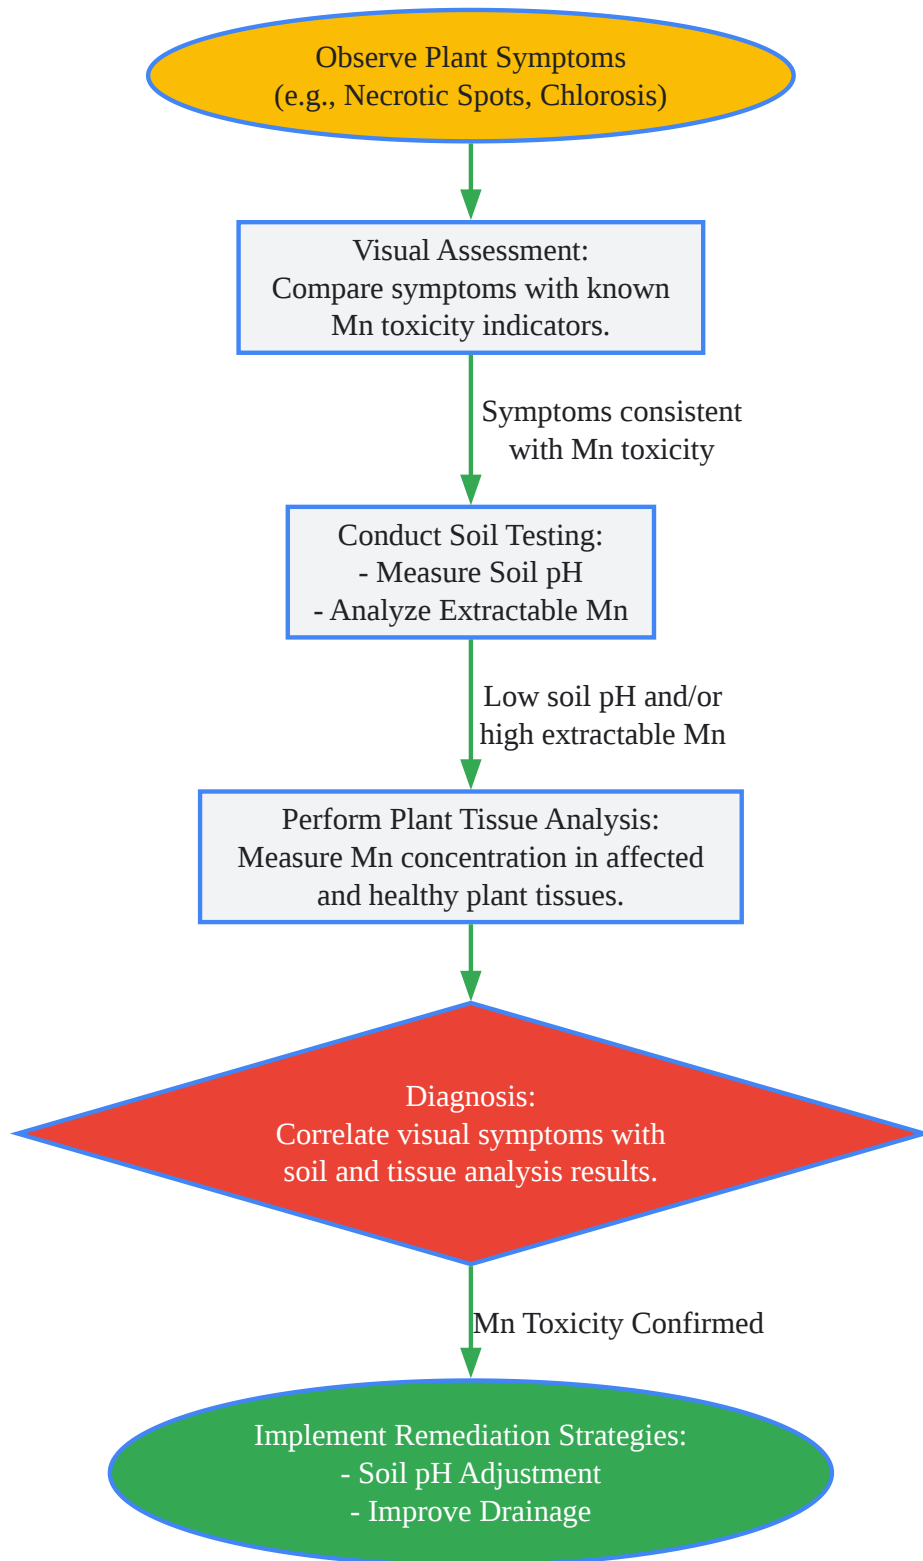 Observe Plant Symptoms
(e.g., Necrotic Spots, Chlorosis)
Visual Assessment:
Compare symptoms with known
Mn toxicity indicators.
Symptoms consistent
with Mn toxicity
Conduct Soil Testing:
- Measure Soil pH
- Analyze Extractable Mn
Low soil pH and/or
high extractable Mn
Perform Plant Tissue Analysis:
Measure Mn concentration in affected
and healthy plant tissues.
Diagnosis:
Correlate visual symptoms with
soil and tissue analysis results.
Mn Toxicity Confirmed
Implement Remediation Strategies:
- Soil pH Adjustment
- Improve Drainage